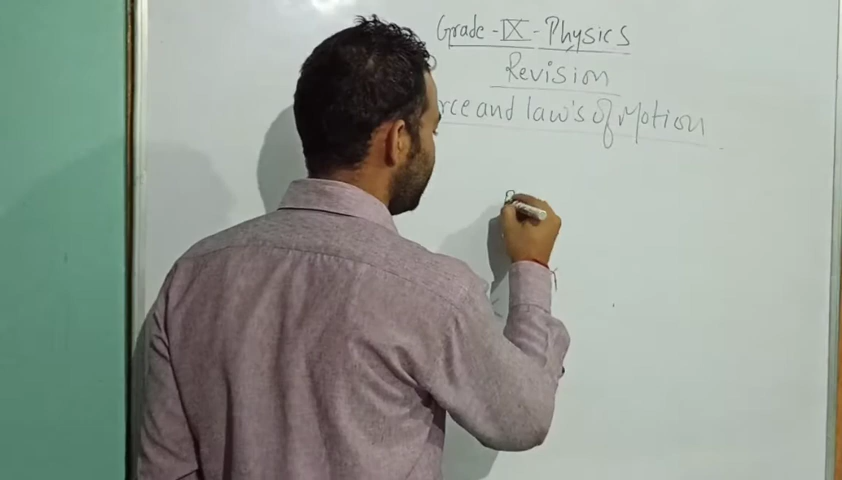 Grade - IX - Physics
Revision
rce and law's of Motion